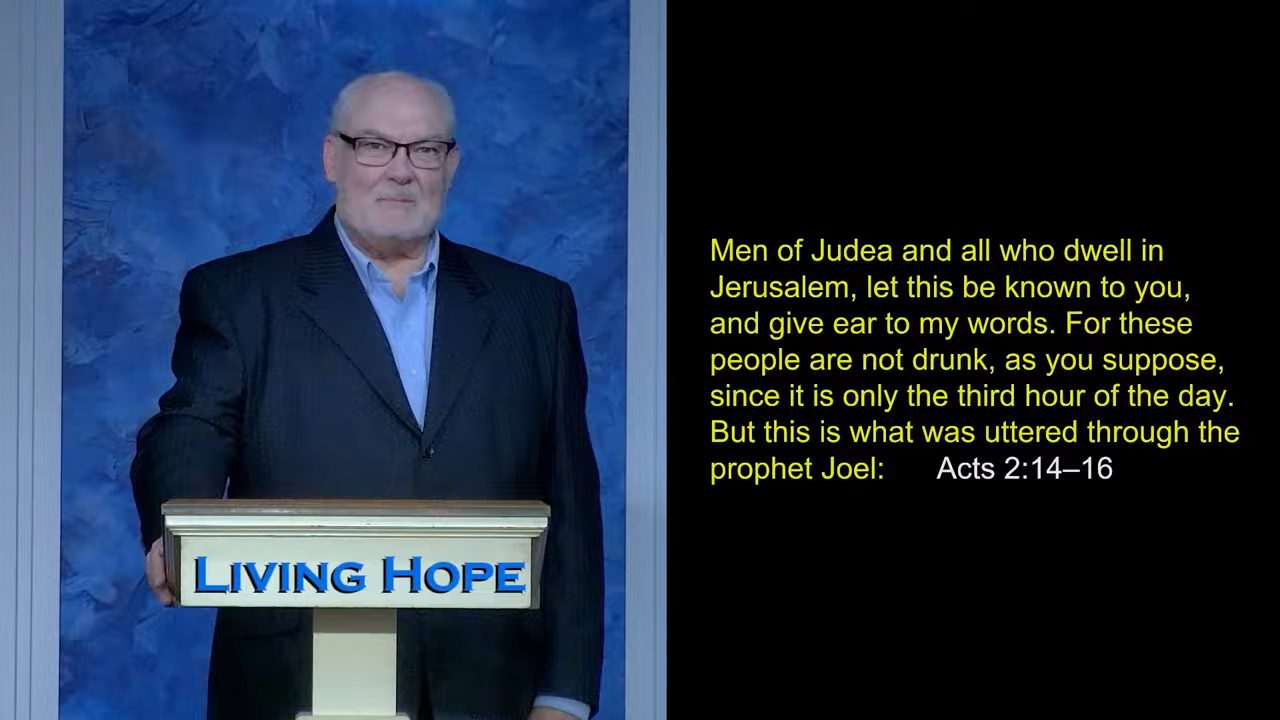 LIVING HOPE
Men of Judea and all who dwell in
Jerusalem, let this be known to you,
and give ear to my words. For these
people are not drunk, as you suppose,
since it is only the third hour of the day.
But this is what was uttered through the
prophet Joel: Acts 2:14–16